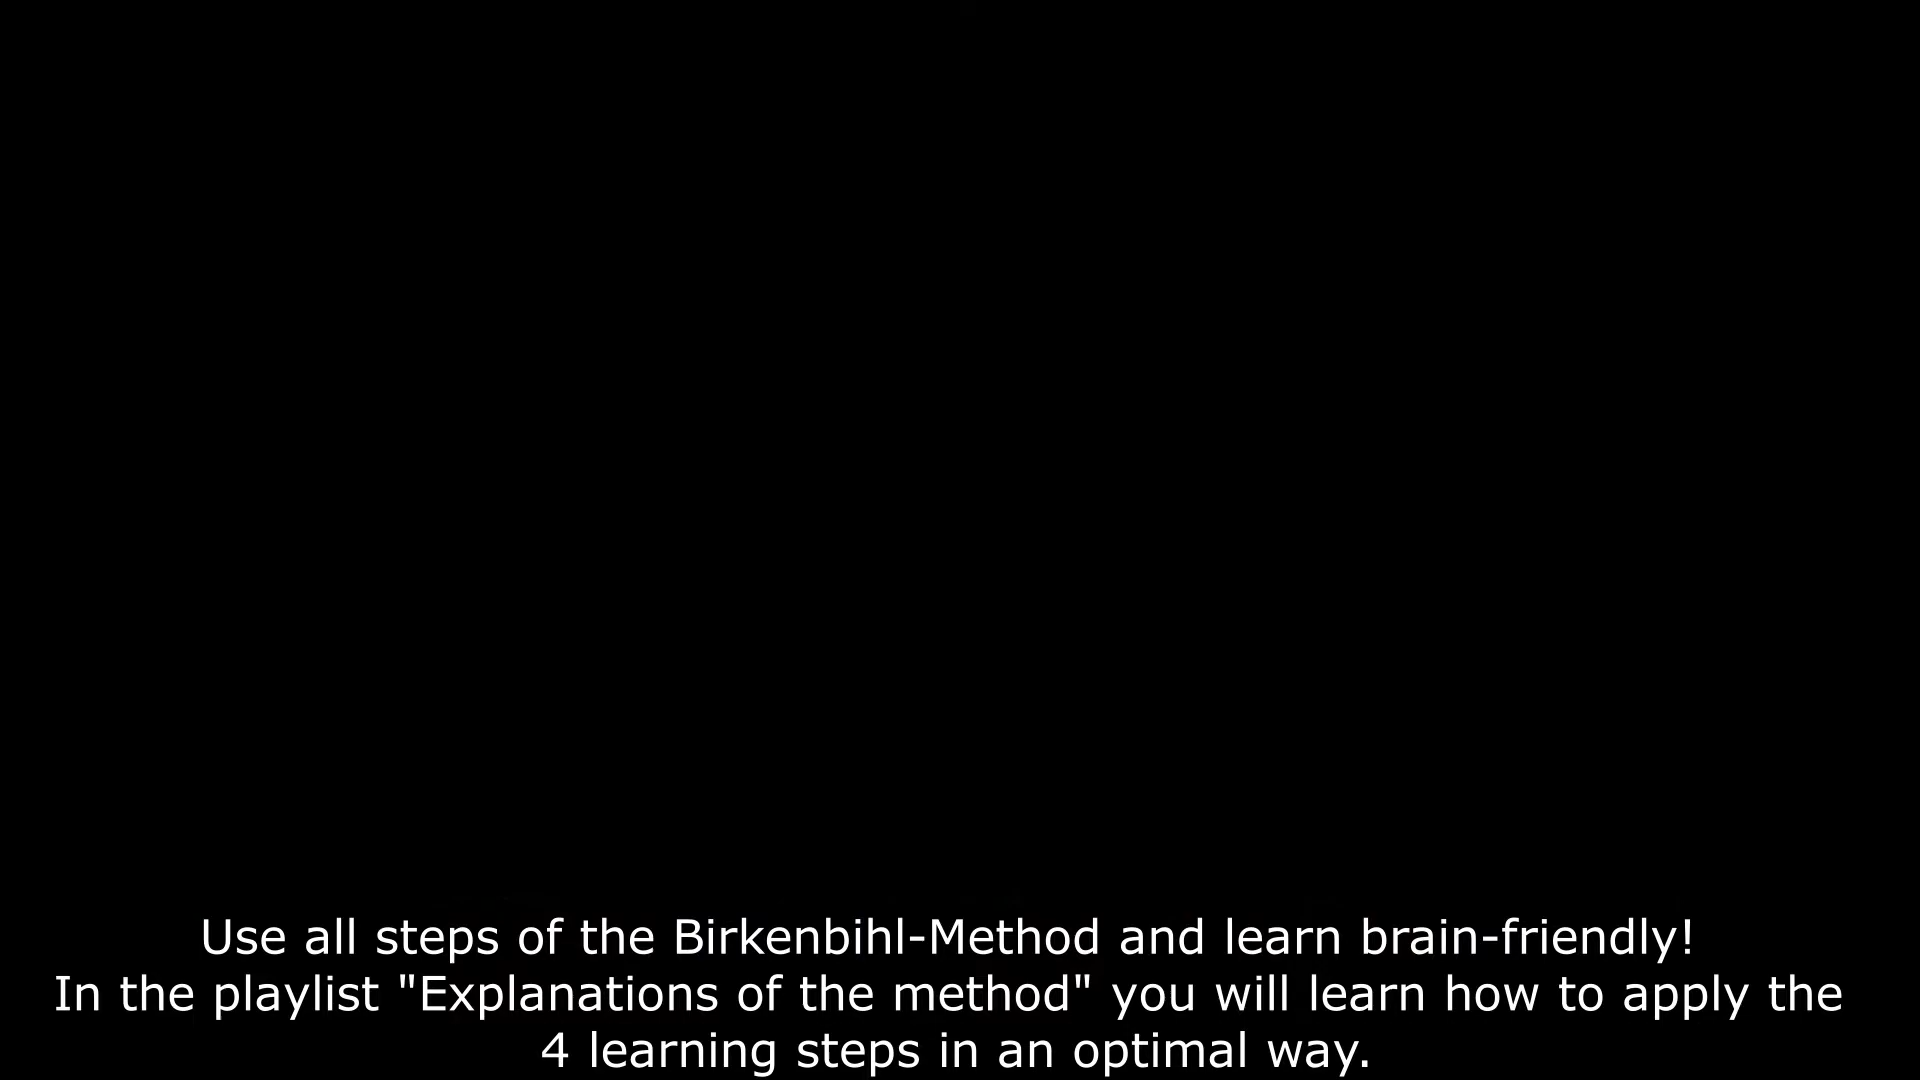 Use all steps of the Birkenbihl-Method and learn brain-friendly!
In the playlist "Explanations of the method" you will learn how to apply the
4 learning steps in an optimal way.